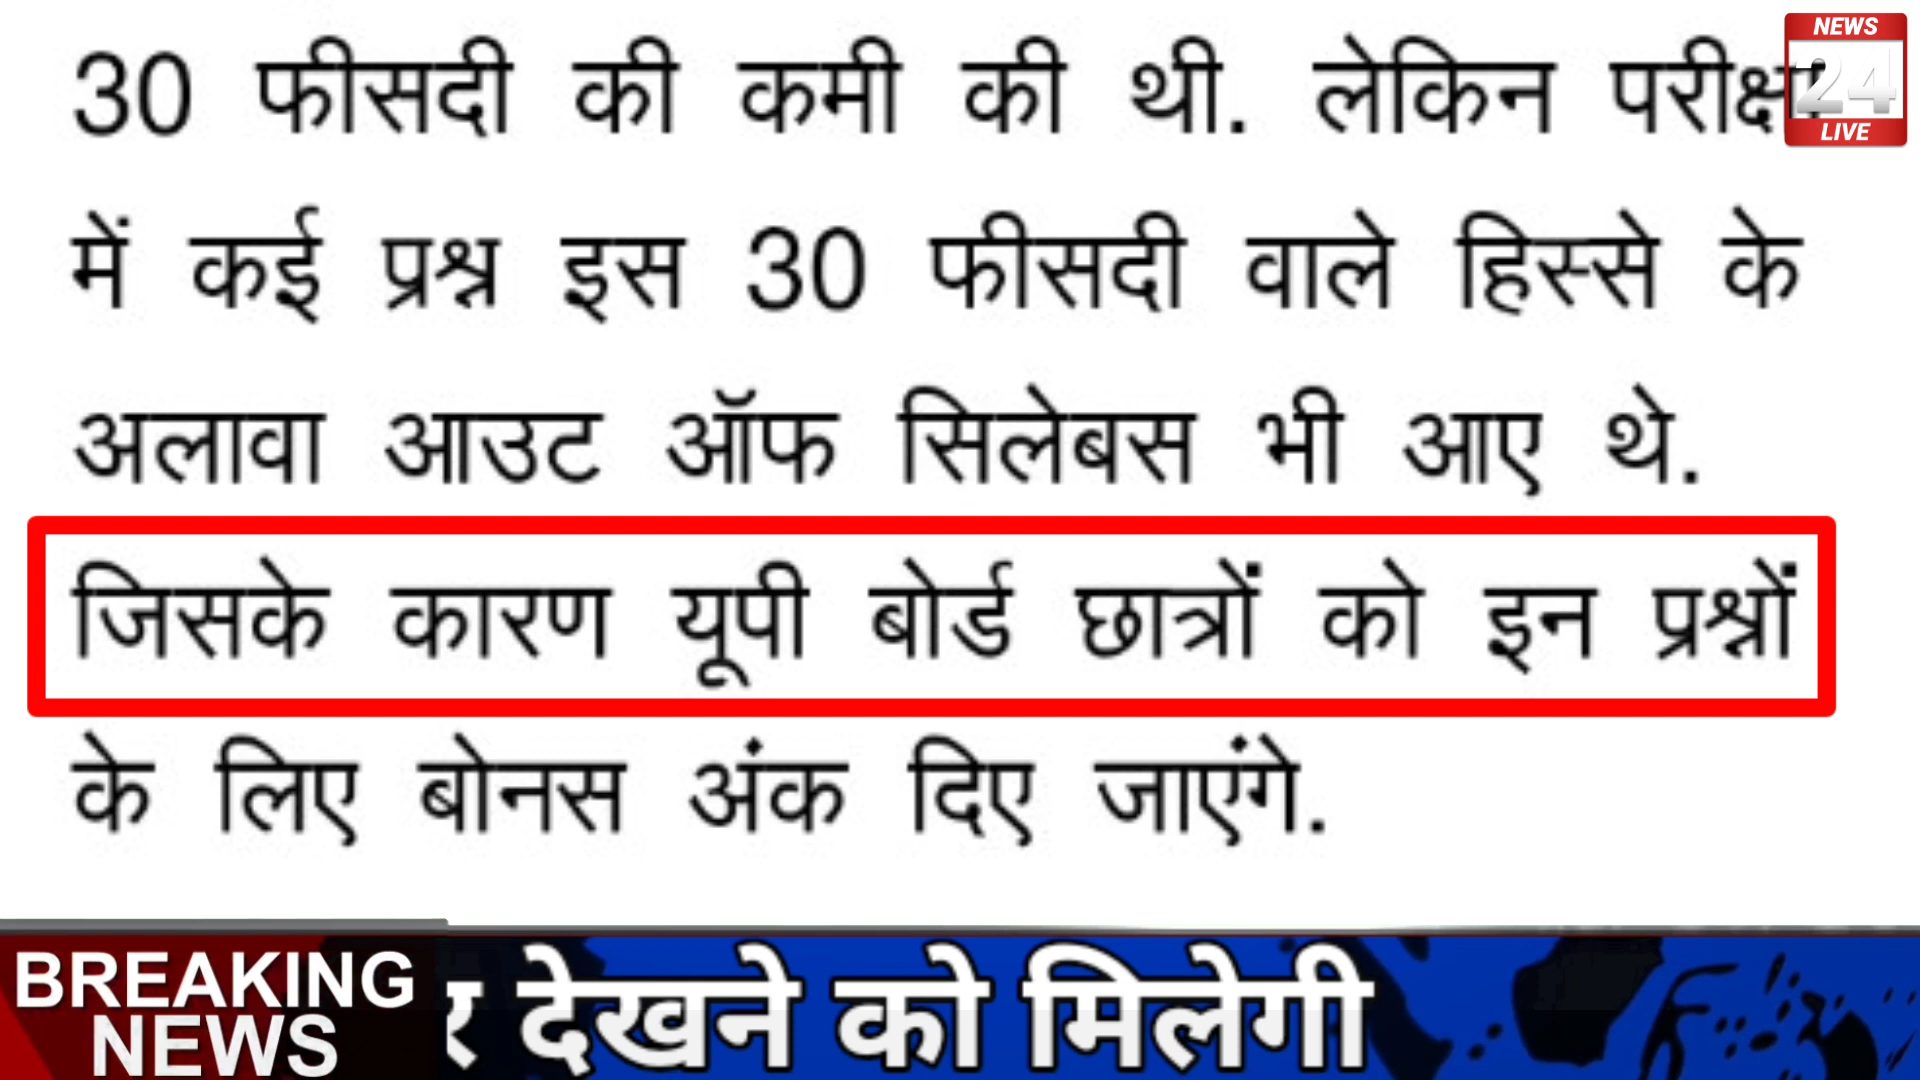 30 फीसदी की कमी की थी. लेकिन परीक्षा
में कई प्रश्न इस 30 फीसदी वाले हिस्से के
अलावा आउट ऑफ सिलेबस भी आए थे.
जिसके कारण यूपी बोर्ड छात्रों को इन प्रश्नों
के लिए बोनस अंक दिए जाएंगे.
NEWS
24
LIVE
BREAKING
NEWS
देखने को मिलेगी